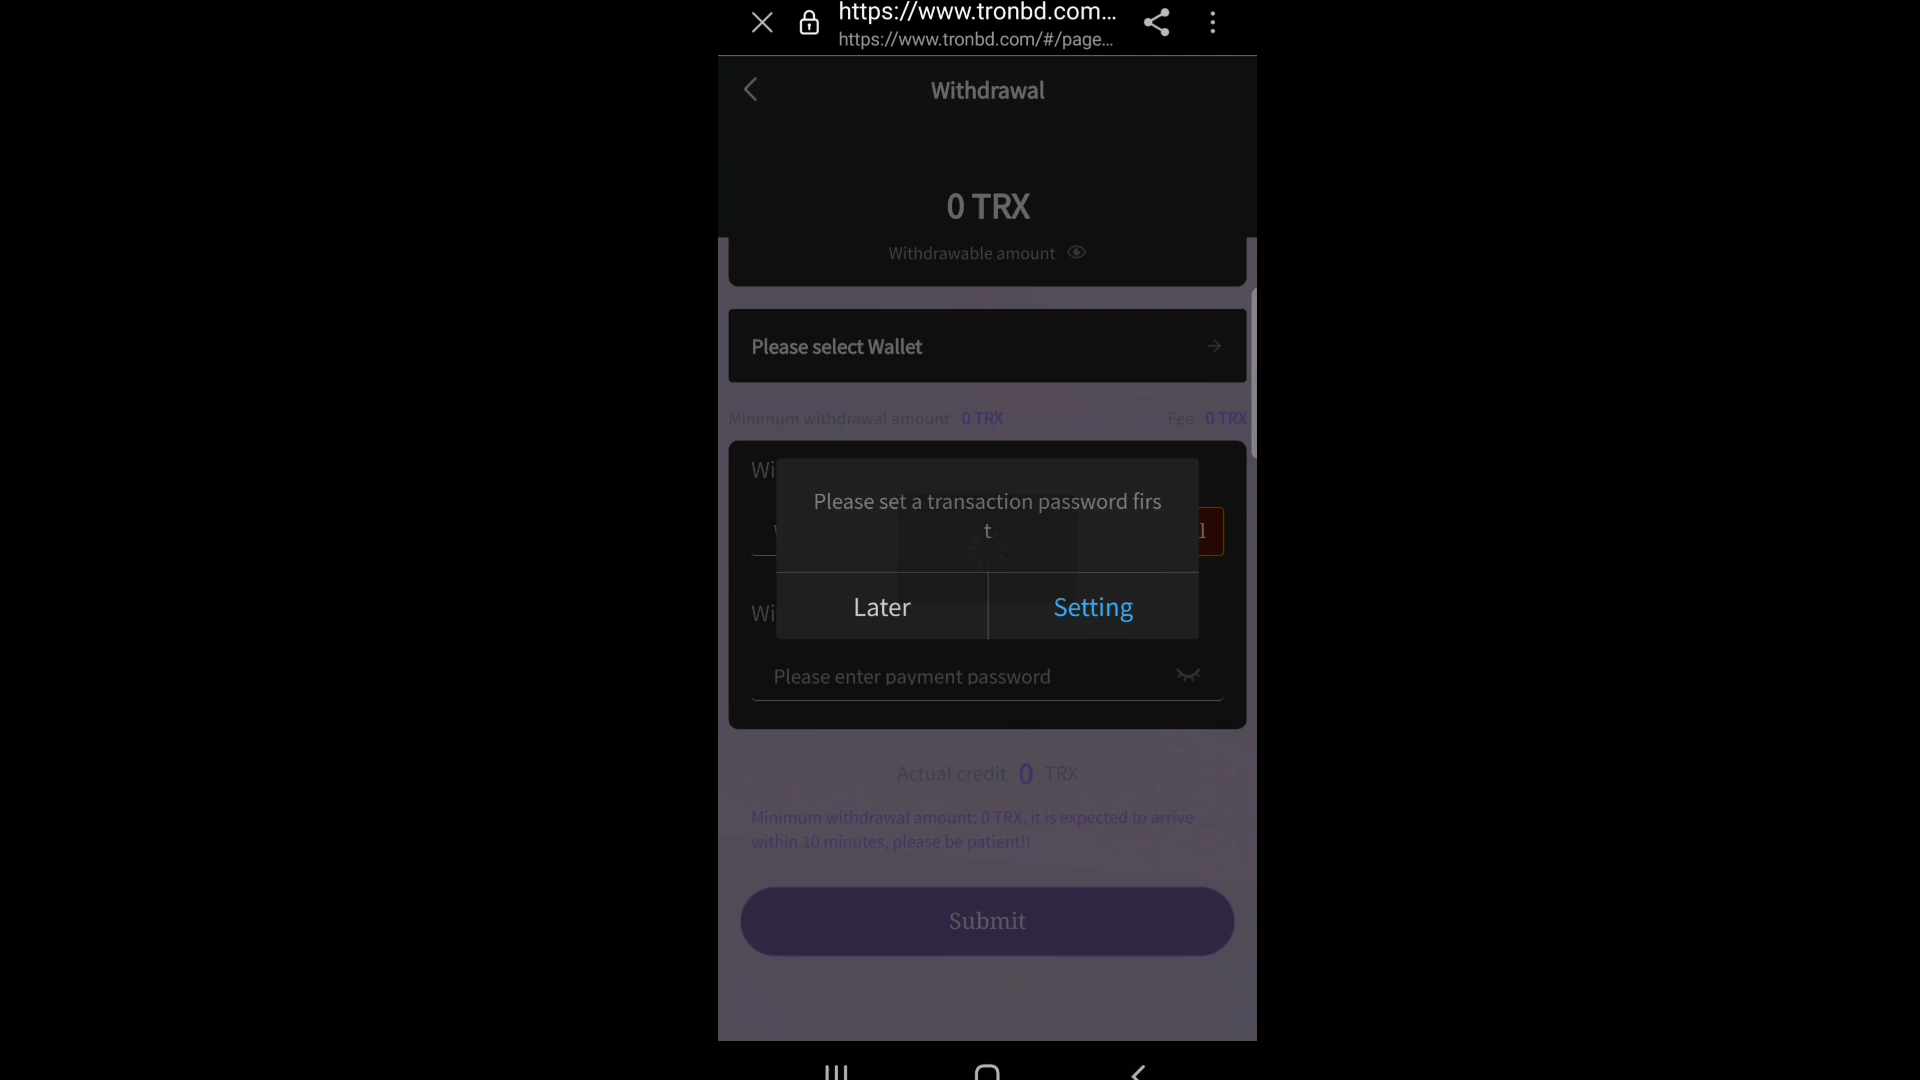 https://www.tronbd.com...
https://www.tronbd.com/#/page...
Withdrawal
0 TRX
Withdrawable amount
Please select Wallet
Minimum withdrawal amount 0 TRX Fee 0 TRX
Wi
Please set a transaction password firs
t
l
Later Setting
Wi
Please enter payment password
Actual credit 0 TRX
Minimum withdrawal amount: 0 TRX, it is expected to arrive
within 10 minutes, please be patient!!
Submit